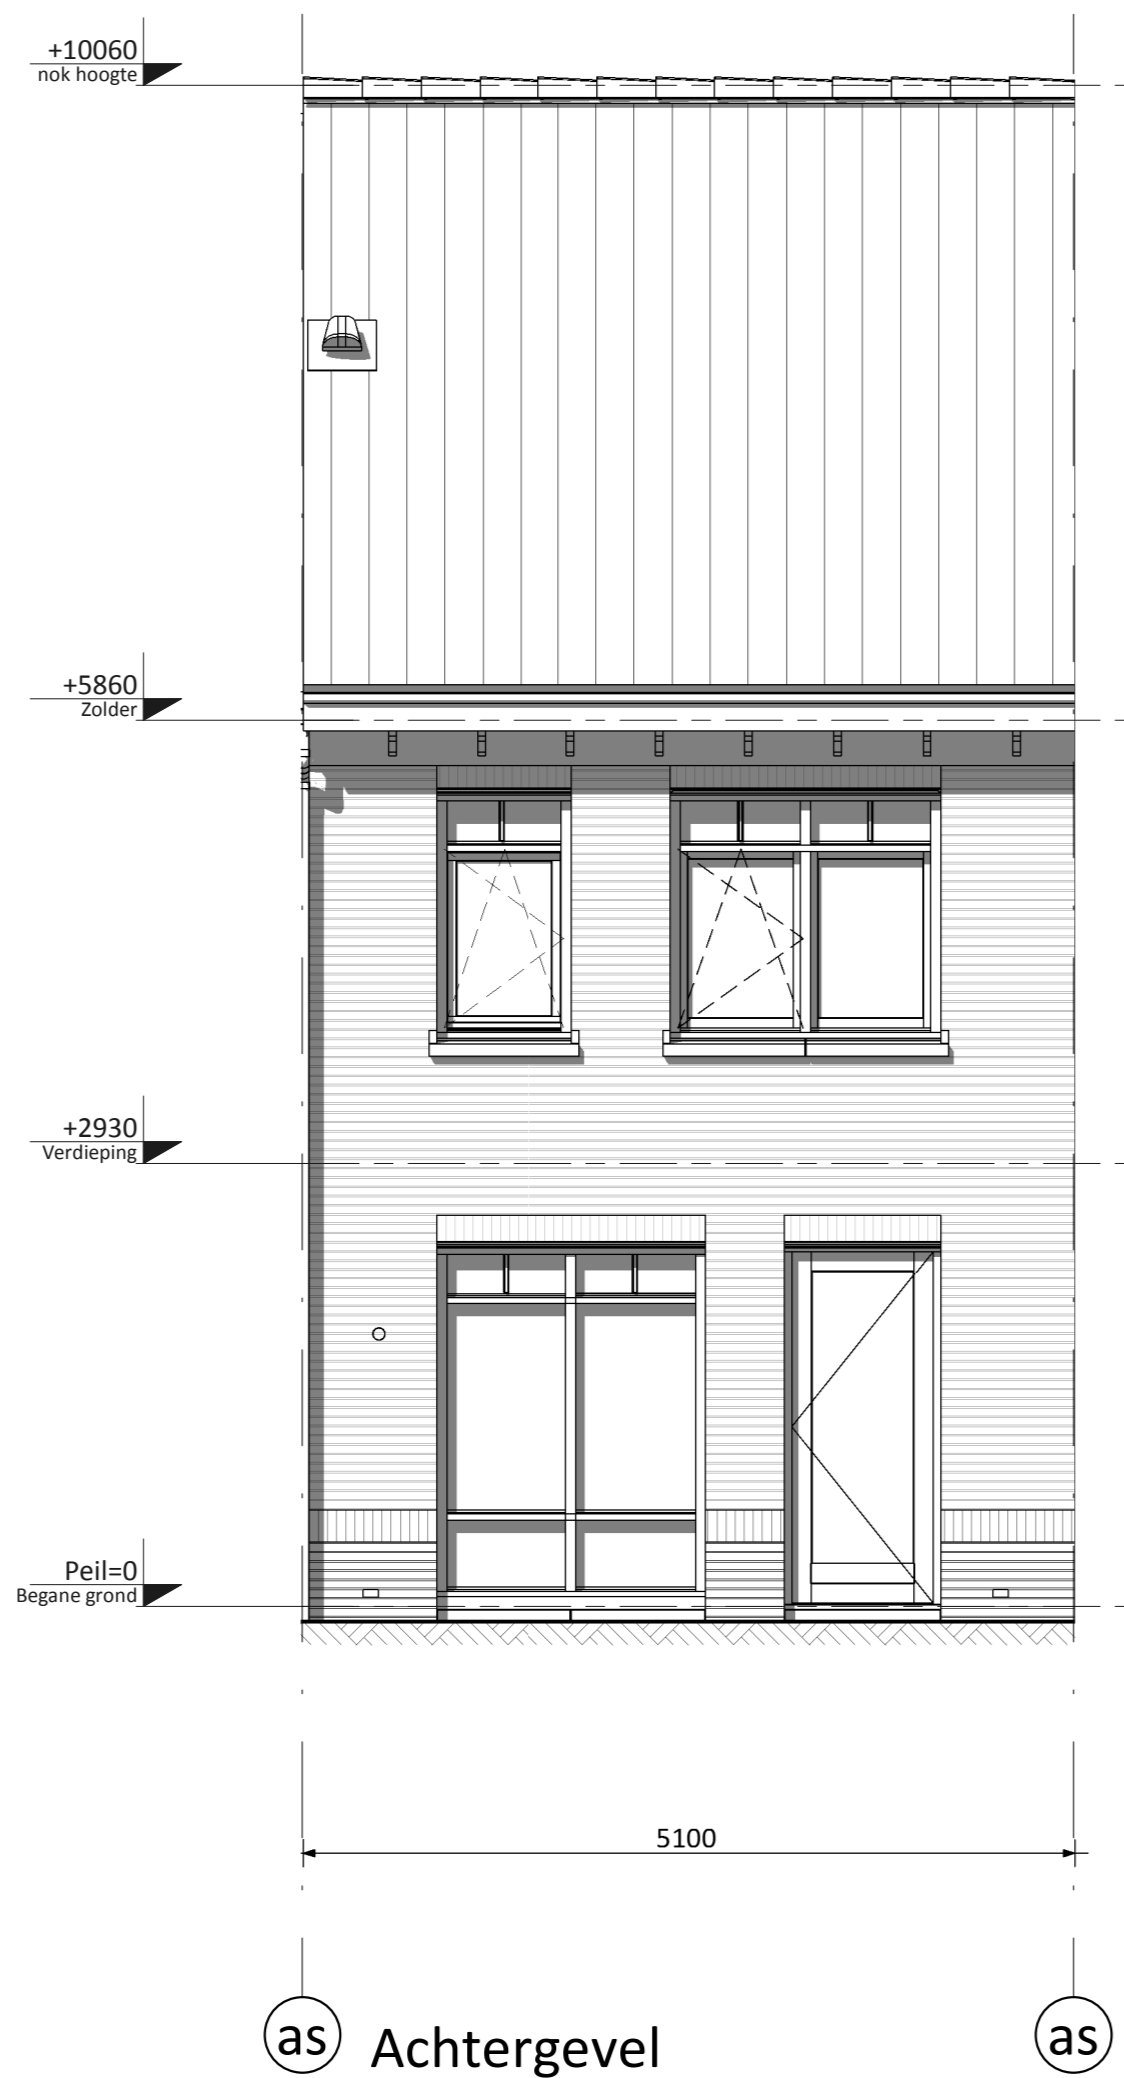 +10060
nok hoogte
+5860
Zolder
+2930
Verdieping
Peil=0
Begane grond
5100
as Achtergevel as